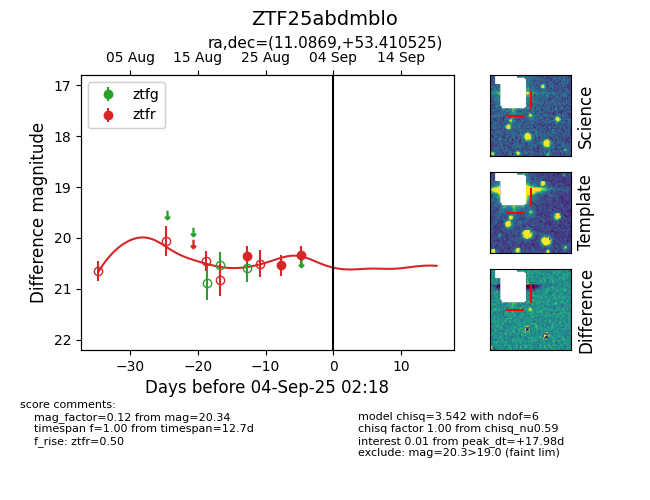 ZTF25abdmblo
ra,dec=(11.0869,+53.410525)
05 Aug 15 Aug 25 Aug 04 Sep 14 Sep
17
18
19
20
21
22
Difference magnitude
ztfg
ztfr
−30 −20 −10 0 10
Days before 04-Sep-25 02:18
Science
Template
Difference
score comments:
mag_factor=0.12 from mag=20.34
timespan f=1.00 from timespan=12.7d
f_rise: ztfr=0.50
model chisq=3.542 with ndof=6
chisq factor 1.00 from chisq_nu0.59
interest 0.01 from peak_dt=+17.98d
exclude: mag=20.3>19.0 (faint lim)